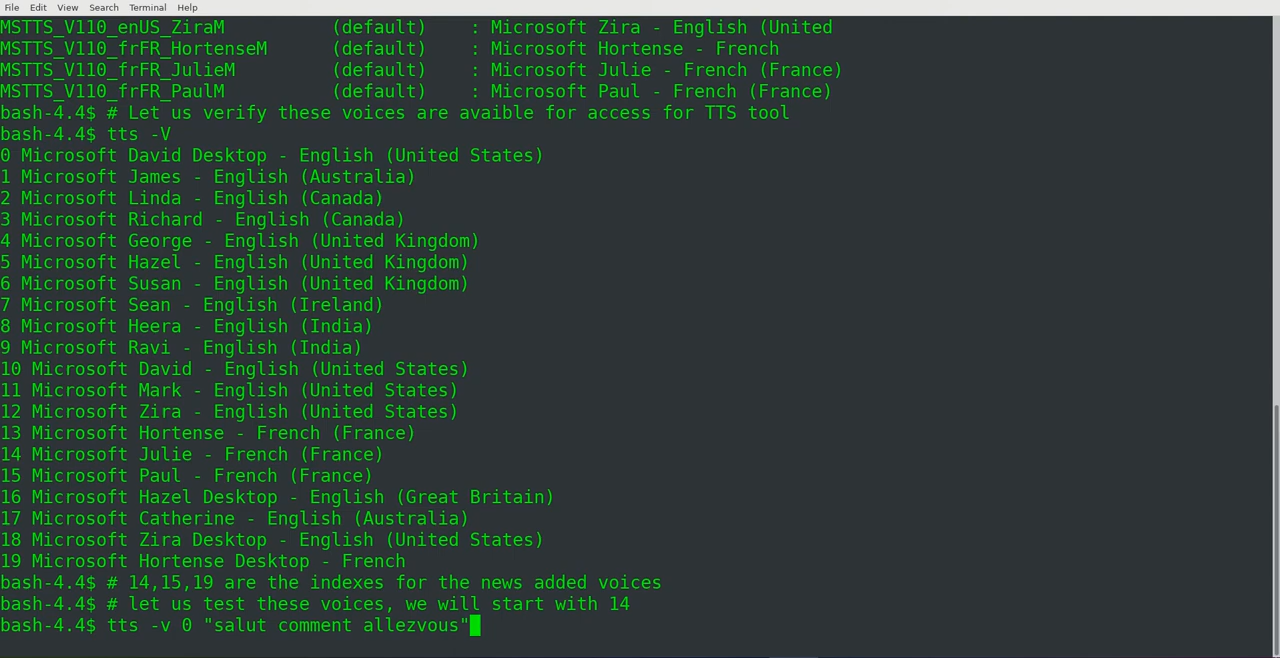 File Edit View Search Terminal Help
MSTTS_V110_enUS_ZiraM (default) : Microsoft Zira - English (United
MSTTS_V110_frFR_HortenseM (default) : Microsoft Hortense - French
MSTTS_V110_frFR_JulieM (default) : Microsoft Julie - French (France)
MSTTS_V110_frFR_PaulM (default) : Microsoft Paul - French (France)
bash-4.4$ # Let us verify these voices are avaible for access for TTS tool
bash-4.4$ tts -V
0 Microsoft David Desktop - English (United States)
1 Microsoft James - English (Australia)
2 Microsoft Linda - English (Canada)
3 Microsoft Richard - English (Canada)
4 Microsoft George - English (United Kingdom)
5 Microsoft Hazel - English (United Kingdom)
6 Microsoft Susan - English (United Kingdom)
7 Microsoft Sean - English (Ireland)
8 Microsoft Heera - English (India)
9 Microsoft Ravi - English (India)
10 Microsoft David - English (United States)
11 Microsoft Mark - English (United States)
12 Microsoft Zira - English (United States)
13 Microsoft Hortense - French (France)
14 Microsoft Julie - French (France)
15 Microsoft Paul - French (France)
16 Microsoft Hazel Desktop - English (Great Britain)
17 Microsoft Catherine - English (Australia)
18 Microsoft Zira Desktop - English (United States)
19 Microsoft Hortense Desktop - French
bash-4.4$ # 14,15,19 are the indexes for the news added voices
bash-4.4$ # let us test these voices, we will start with 14
bash-4.4$ tts -v 0 "salut comment allezvous"